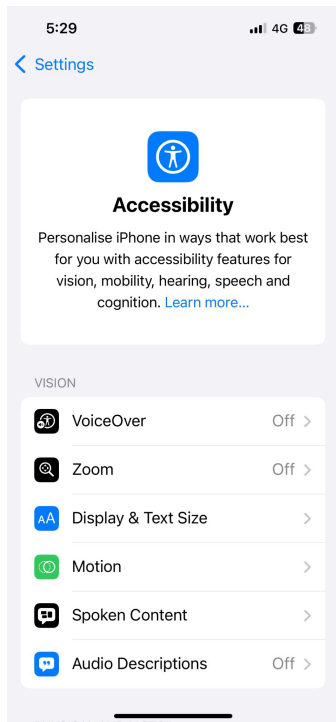 5:29
4G 48
Settings
Accessibility
Personalise iPhone in ways that work best
for you with accessibility features for
vision, mobility, hearing, speech and
cognition. Learn more...
VISION
VoiceOver Off
Zoom Off
Display & Text Size
Motion
Spoken Content
Audio Descriptions Off